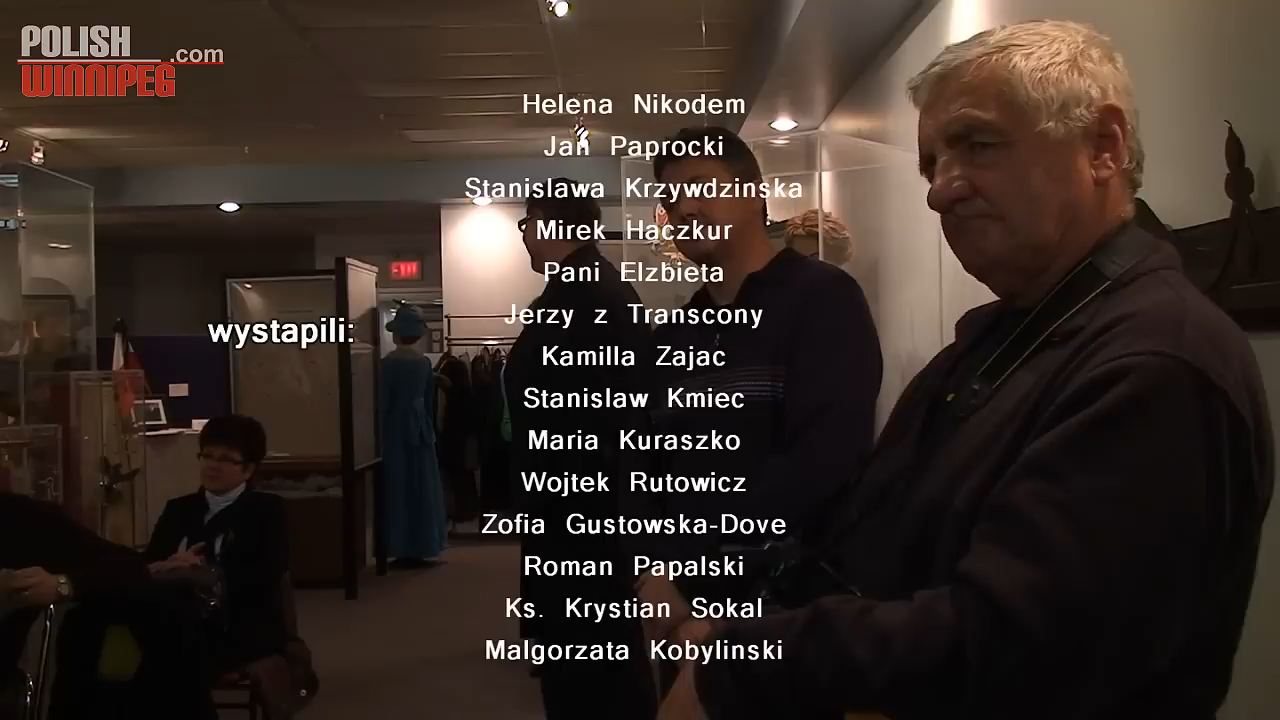 POLISH
WINNIPEG .com
Helena Nikodem
Jan Paprocki
Stanislawa Krzywdzinska
Mirek Haczkur
Pani Elzbieta
Jerzy z Transcony
wystapili:
Kamilla Zajac
Stanislaw Kmiec
Maria Kuraszko
Wojtek Rutowicz
Zofia Gustowska-Dove
Roman Papalski
Ks. Krystian Sokal
Malgorzata Kobylinski
EXIT